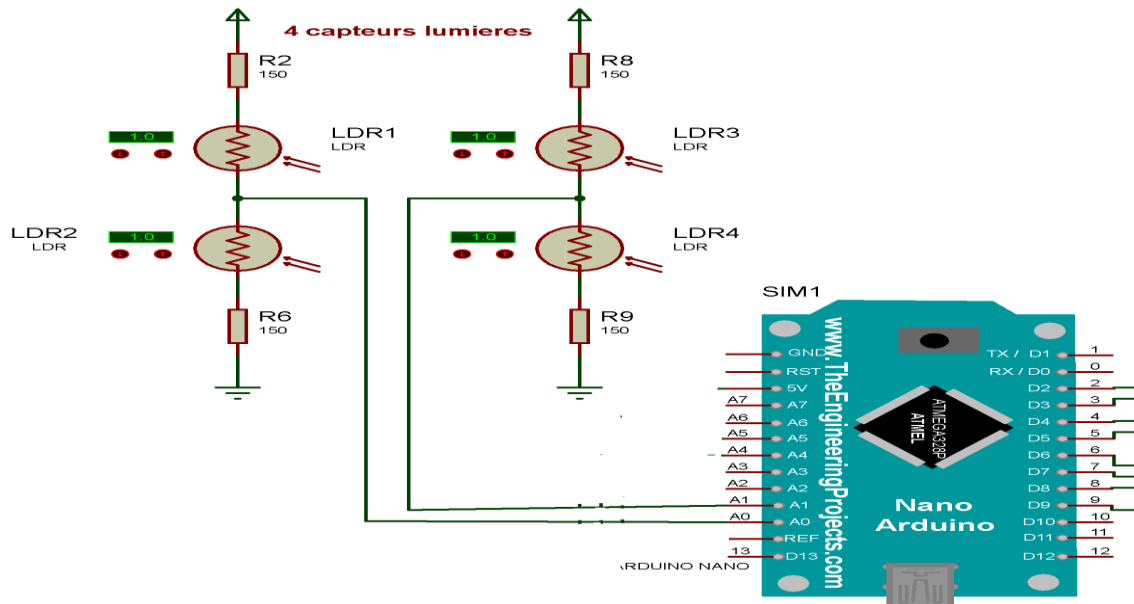 4 capteurs lumieres
R2
150
R8
150
1.0
LDR1
LDR
1.0
LDR3
LDR
LDR2
LDR
1.0
1.0
LDR4
LDR
R6
150
R9
150
SIM1
www.TheEngineeringProjects.com
ATMEGA328P
ATMEL
Nano
Arduino
GND
RST
5V
A7 A7
A6 A6
A5 A5
A4 A4
A3 A3
A2 A2
A1 A1
A0 A0
REF
13 D13
TX / D1 1
RX / D0 0
D2 2
D3 3
D4 4
D5 5
D6 6
D7 7
D8 8
D9 9
D10 10
D11 11
D12 12
RDUINO NANO